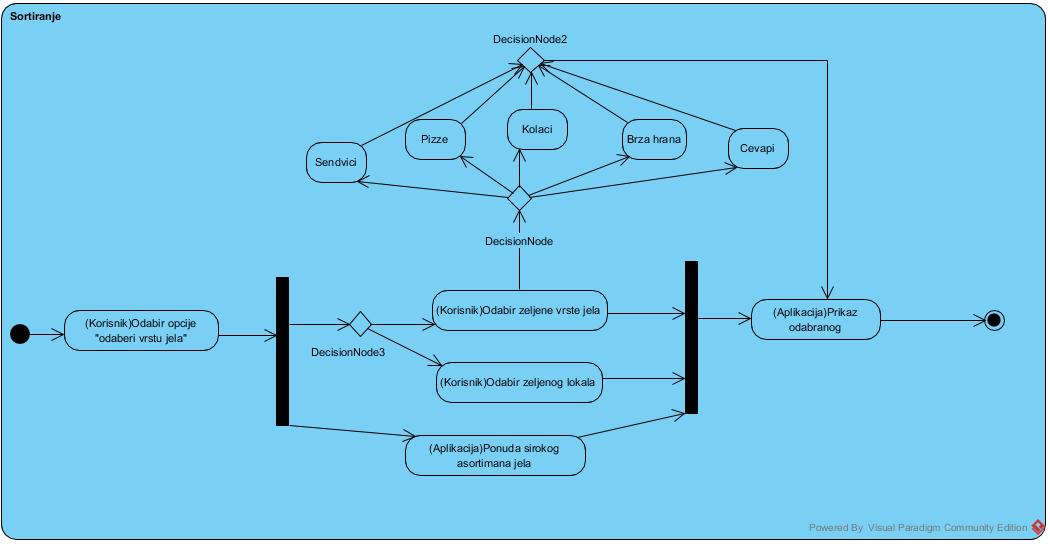 Sortiranje
DecisionNode2
Sendvici
Pizze
Kolaci
Brza hrana
Cevapi
DecisionNode
(Korisnik)Odabir opcije
"odaberi vrstu jela"
DecisionNode3
(Korisnik)Odabir zeljene vrste jela
(Korisnik)Odabir zeljenog lokala
(Aplikacija)Ponuda sirokog
asortimana jela
(Aplikacija)Prikaz
odabranog
Powered By Visual Paradigm Community Edition